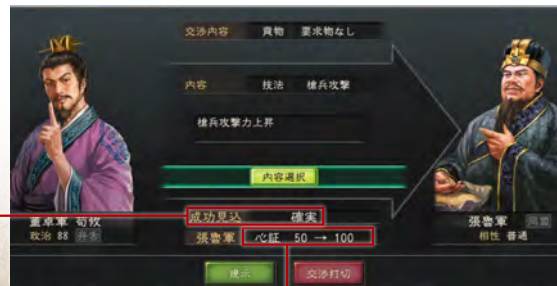 交渉内容 貢物 要求物なし
内容 技法 槍兵攻撃
槍兵攻撃力上昇
内容選択
成功見込 確実
張魯軍 心証 50 → 100
董卓軍 荀攸
政治 88 弁舌
張魯軍
相性 普通
提示
交渉打切